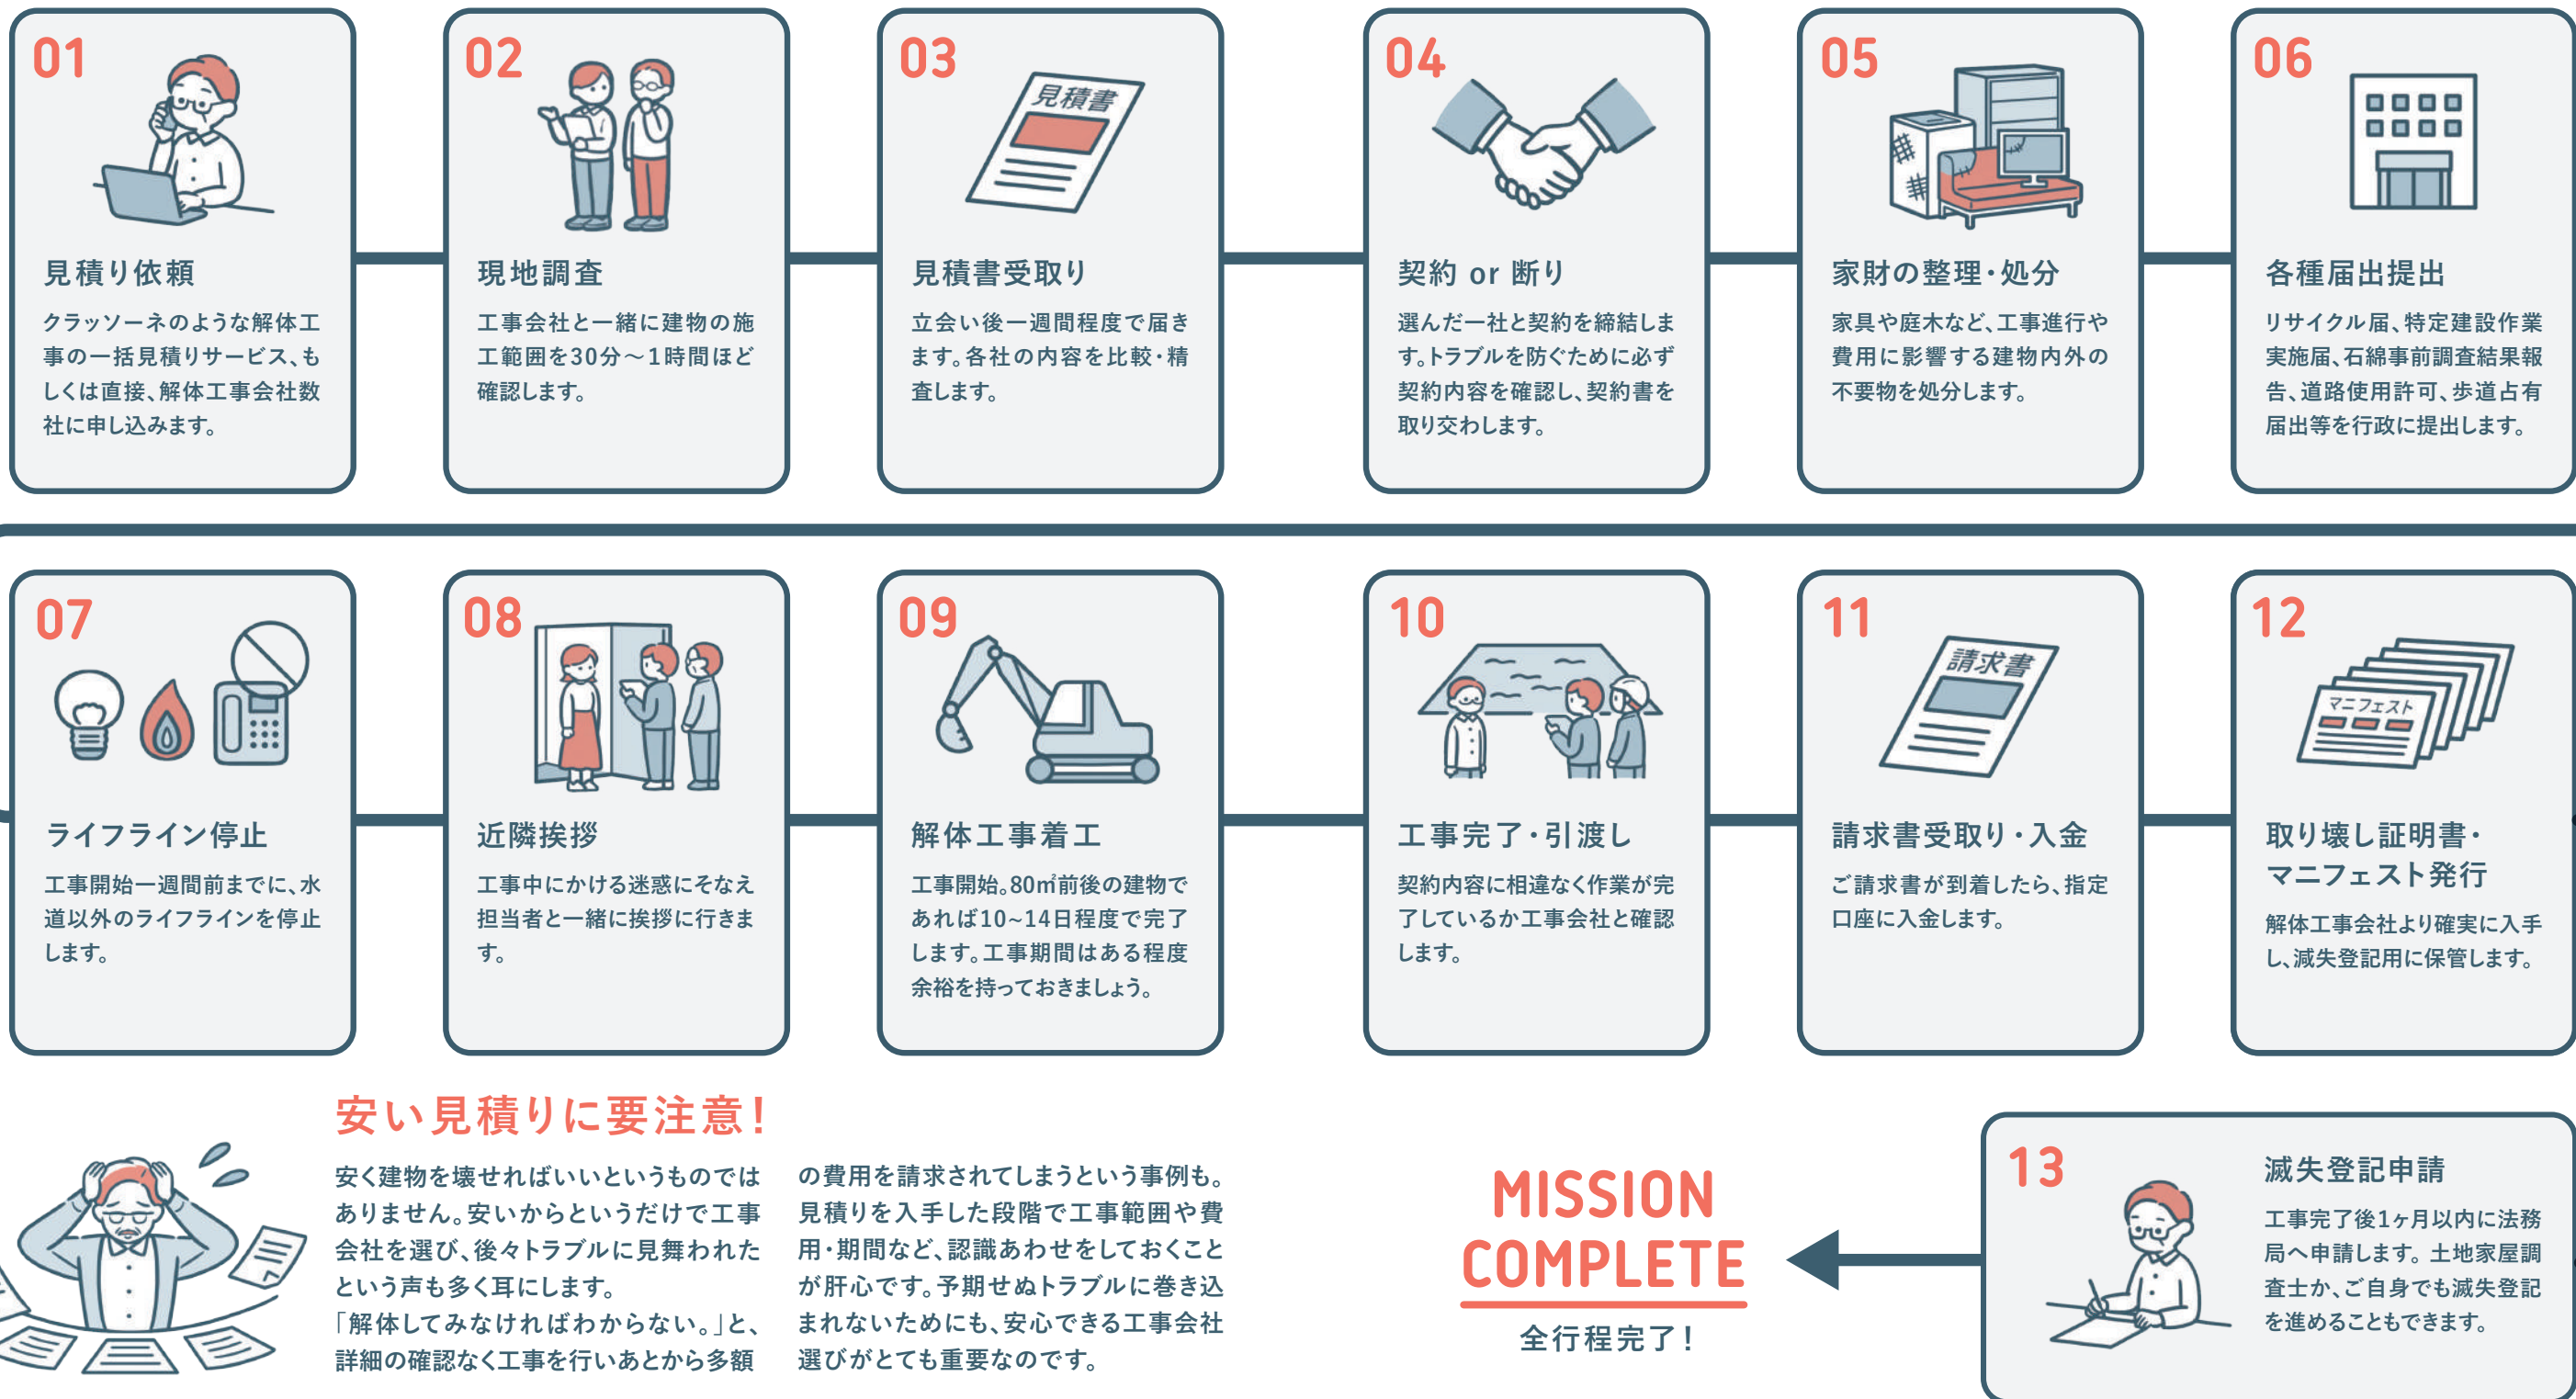 01
見積書
見積り依頼
クラッソーネのような解体工
事の一括見積りサービス、も
しくは直接、解体工事会社数
社に申し込みます。
02
現地調査
工事会社と一緒に建物の施
工範囲を30分〜1時間ほど
確認します。
03
見積書受取り
立会い後一週間程度で届き
ます。各社の内容を比較・精
査します。
04
契約 or 断り
選んだ一社と契約を締結しま
す。トラブルを防ぐために必ず
契約内容を確認し、契約書を
取り交わします。
05
家財の整理・処分
家具や庭木など、工事進行や
費用に影響する建物内外の
不要物を処分します。
06
各種届出提出
リサイクル届、特定建設作業
実施届、石綿事前調査結果報
告、道路使用許可、歩道占有
届出等を行政に提出します。
07
ライフライン停止
工事開始一週間前までに、水
道以外のライフラインを停止
します。
08
近隣挨拶
工事中にかける迷惑にそなえ
担当者と一緒に挨拶に行きま
す。
09
解体工事着工
工事開始。80㎡前後の建物で
あれば10~14日程度で完了
します。工事期間はある程度
余裕を持っておきましょう。
10
工事完了・引渡し
契約内容に相違なく作業が完
了しているか工事会社と確認
します。
11
請求書
請求書受取り・入金
ご請求書が到着したら、指定
口座に入金します。
12
マニフェスト
取り壊し証明書・
マニフェスト発行
解体工事会社より確実に入手
し、滅失登記用に保管します。
安い見積りに要注意！
安く建物を壊せればいいというものでは
ありません。安いからというだけで工事
会社を選び、後々トラブルに見舞われた
という声も多く耳にします。
「解体してみなければわからない。」と、
詳細の確認なく工事を行いあとから多額
の費用を請求されてしまうという事例も。
見積りを入手した段階で工事範囲や費
用・期間など、認識あわせをしておくこと
が肝心です。予期せぬトラブルに巻き込
まれないためにも、安心できる工事会社
選びがとても重要なのです。
13
滅失登記申請
工事完了後1ヶ月以内に法務
局へ申請します。土地家屋調
査士か、ご自身でも滅失登記
を進めることもできます。
MISSION
COMPLETE
全行程完了！